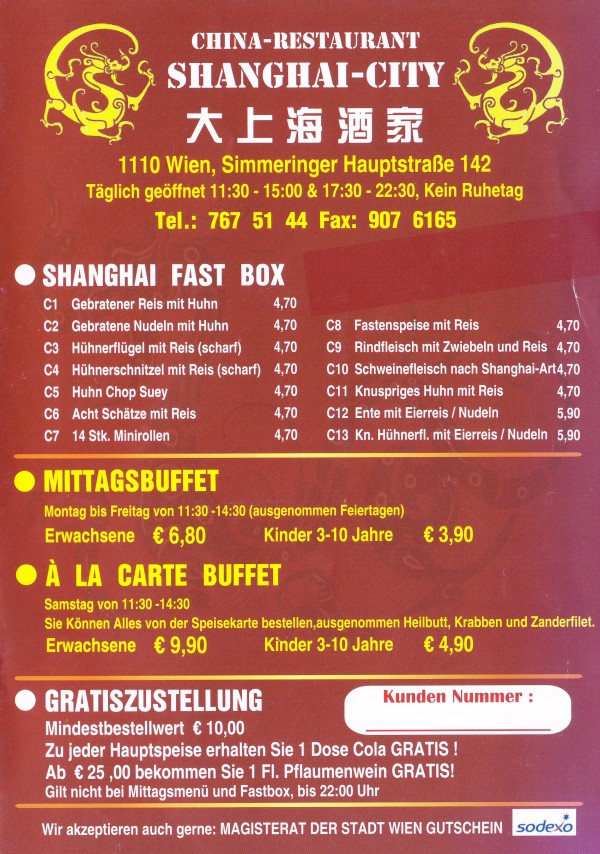 CHINA-RESTAURANT
SHANGHAI-CITY
大上海酒家
1110 Wien, Simmeringer Hauptstraße 142
Täglich geöffnet 11:30 - 15:00 & 17:30 - 22:30, Kein Ruhetag
Tel.: 767 51 44 Fax: 907 6165
SHANGHAI FAST BOX
C1 Gebratener Reis mit Huhn 4,70
C2 Gebratene Nudeln mit Huhn 4,70
C3 Hühnerflügel mit Reis (scharf) 4,70
C4 Hühnerschnitzel mit Reis (scharf) 4,70
C5 Huhn Chop Suey 4,70
C6 Acht Schätze mit Reis 4,70
C7 14 Stk. Minirollen 4,70
C8 Fastenspeise mit Reis 4,70
C9 Rindfleisch mit Zwiebeln und Reis 4,70
C10 Schweinefleisch nach Shanghai-Art 4,70
C11 Knuspriges Huhn mit Reis 4,70
C12 Ente mit Eierreis / Nudeln 5,90
C13 Kn. Hühnerfl. mit Eierreis / Nudeln 5,90
MITTAGSBUFFET
Montag bis Freitag von 11:30 -14:30 (ausgenommen Feiertagen)
Erwachsene € 6,80 Kinder 3-10 Jahre € 3,90
À LA CARTE BUFFET
Samstag von 11:30 -14:30
Sie Können Alles von der Speisekarte bestellen,ausgenommen Heilbutt, Krabben und Zanderfilet.
Erwachsene € 9,90 Kinder 3-10 Jahre € 4,90
GRATISZUSTELLUNG
Kunden Nummer :
Mindestbestellwert € 10,00
Zu jeder Hauptspeise erhalten Sie 1 Dose Cola GRATIS !
Ab € 25 ,00 bekommen Sie 1 Fl. Pflaumenwein GRATIS!
Gilt nicht bei Mittagsmenü und Fastbox, bis 22:00 Uhr
Wir akzeptieren auch gerne: MAGISTERAT DER STADT WIEN GUTSCHEIN sodexo